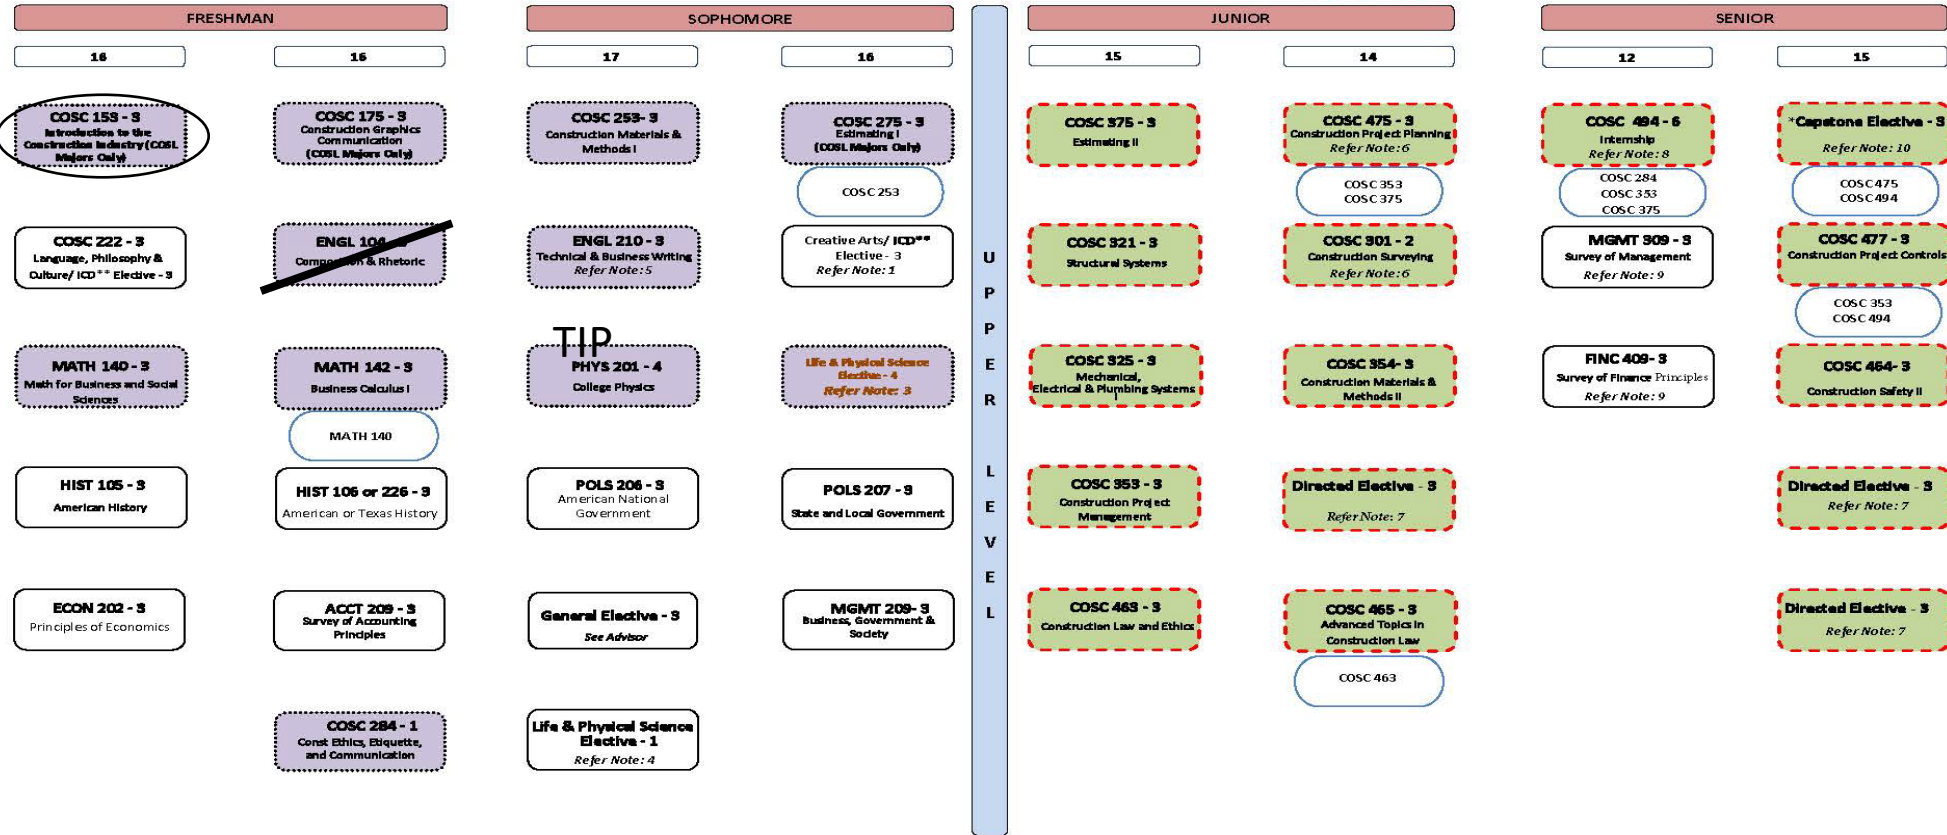 FRESHMAN
SOPHOMORE
JUNIOR
SENIOR
16
16
17
16
15
14
12
15
COSC 153 - 3
Introduction to the
Construction Industry (COSL
Majors Only)
COSC 175 - 3
Construction Graphics
Communication
(COSL Majors Only)
COSC 253- 3
Construction Materials &
Methods I
COSC 275 - 3
Estimating I
(COSL Majors Only)
COSC 253
COSC 375 - 3
Estimating II
COSC 475 - 3
Construction Project Planning
Refer Note: 6
COSC 353
COSC 375
COSC 494 - 6
Internship
Refer Note: 8
COSC 284
COSC 353
COSC 375
*Capstone Elective - 3
Refer Note: 10
COSC 475
COSC 494
COSC 222 - 3
Language, Philosophy &
Culture/ ICD** Elective - 3
ENGL 104
Composition & Rhetoric
ENGL 210 - 3
Technical & Business Writing
Refer Note: 5
Creative Arts/ ICD**
Elective - 3
Refer Note: 1
COSC 321 - 3
Structural Systems
COSC 301 - 2
Construction Surveying
Refer Note: 6
MGMT 309 - 3
Survey of Management
Refer Note: 9
COSC 477 - 3
Construction Project Controls
COSC 353
COSC 494
MATH 140 - 3
Math for Business and Social
Sciences
MATH 142 - 3
Business Calculus I
MATH 140
TIP
PHYS 201 - 4
College Physics
Life & Physical Science
Elective - 4
Refer Note: 3
COSC 325 - 3
Mechanical,
Electrical & Plumbing Systems
I
COSC 354- 3
Construction Materials &
Methods II
FINC 409- 3
Survey of Finance Principles
Refer Note: 9
COSC 464- 3
Construction Safety II
HIST 105 - 3
American History
HIST 106 or 226 - 3
American or Texas History
POLS 206 - 3
American National
Government
POLS 207 - 3
State and Local Government
COSC 353 - 3
Construction Project
Management
Directed Elective - 3
Refer Note: 7
Directed Elective - 3
Refer Note: 7
ECON 202 - 3
Principles of Economics
ACCT 209 - 3
Survey of Accounting
Principles
General Elective - 3
See Advisor
MGMT 209- 3
Business, Government &
Society
COSC 463 - 3
Construction Law and Ethics
COSC 465 - 3
Advanced Topics in
Construction Law
COSC 463
Directed Elective - 3
Refer Note: 7
COSC 284 - 1
Const Ethics, Etiquette,
and Communication
Life & Physical Science
Elective - 1
Refer Note: 4
U
P
P
E
R
L
E
V
E
L